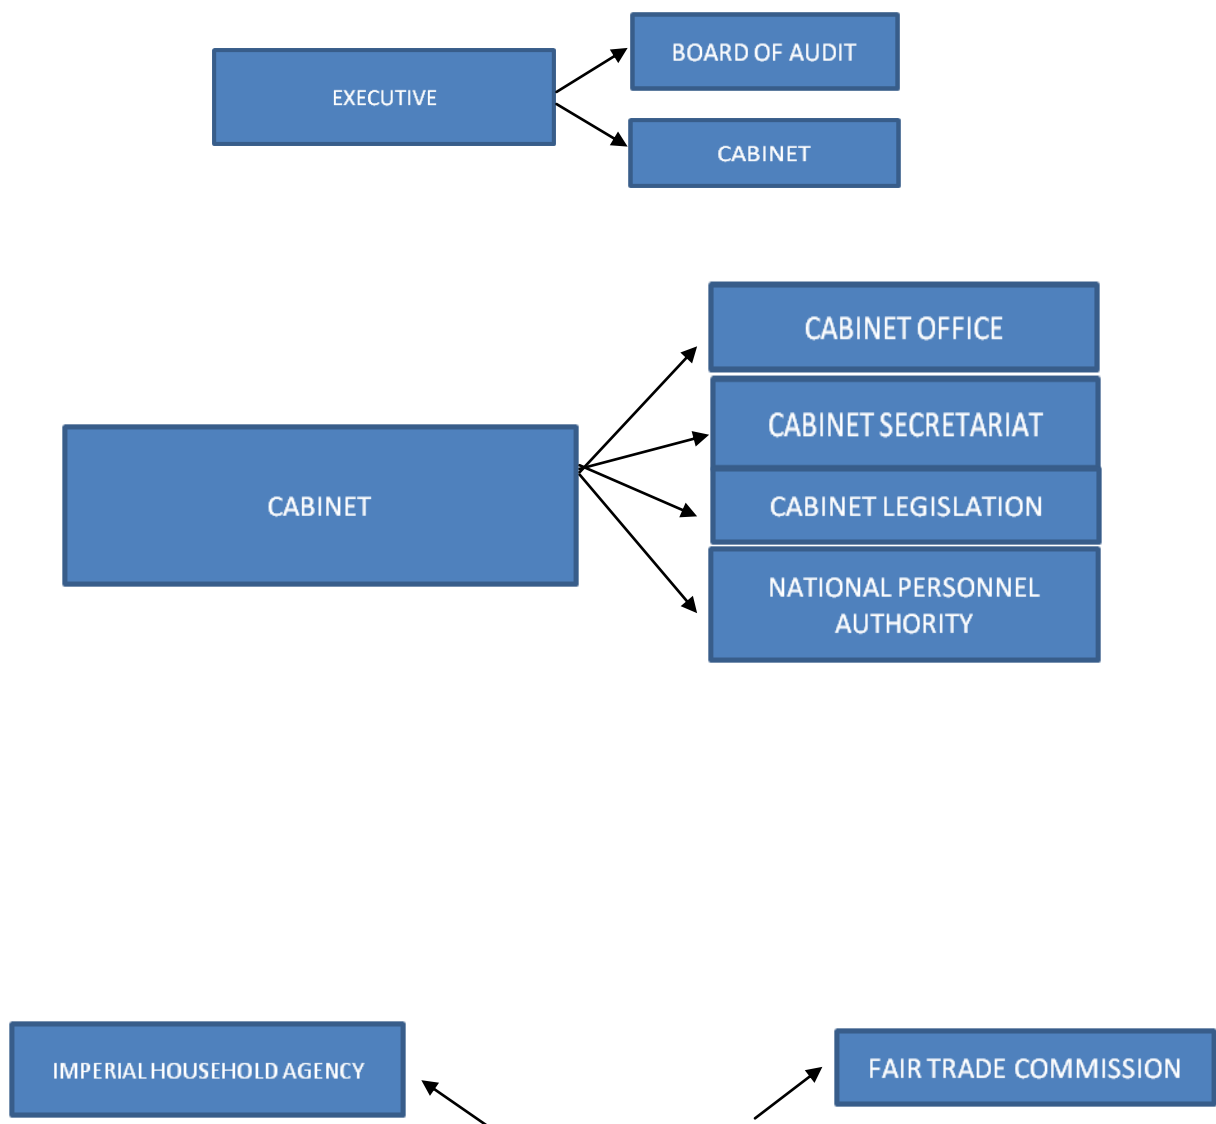 BOARD OF AUDIT
EXECUTIVE
CABINET
CABINET OFFICE
CABINET SECRETARIAT
CABINET
CABINET LEGISLATION
NATIONAL PERSONNEL
AUTHORITY
IMPERIAL HOUSEHOLD AGENCY
FAIR TRADE COMMISSION